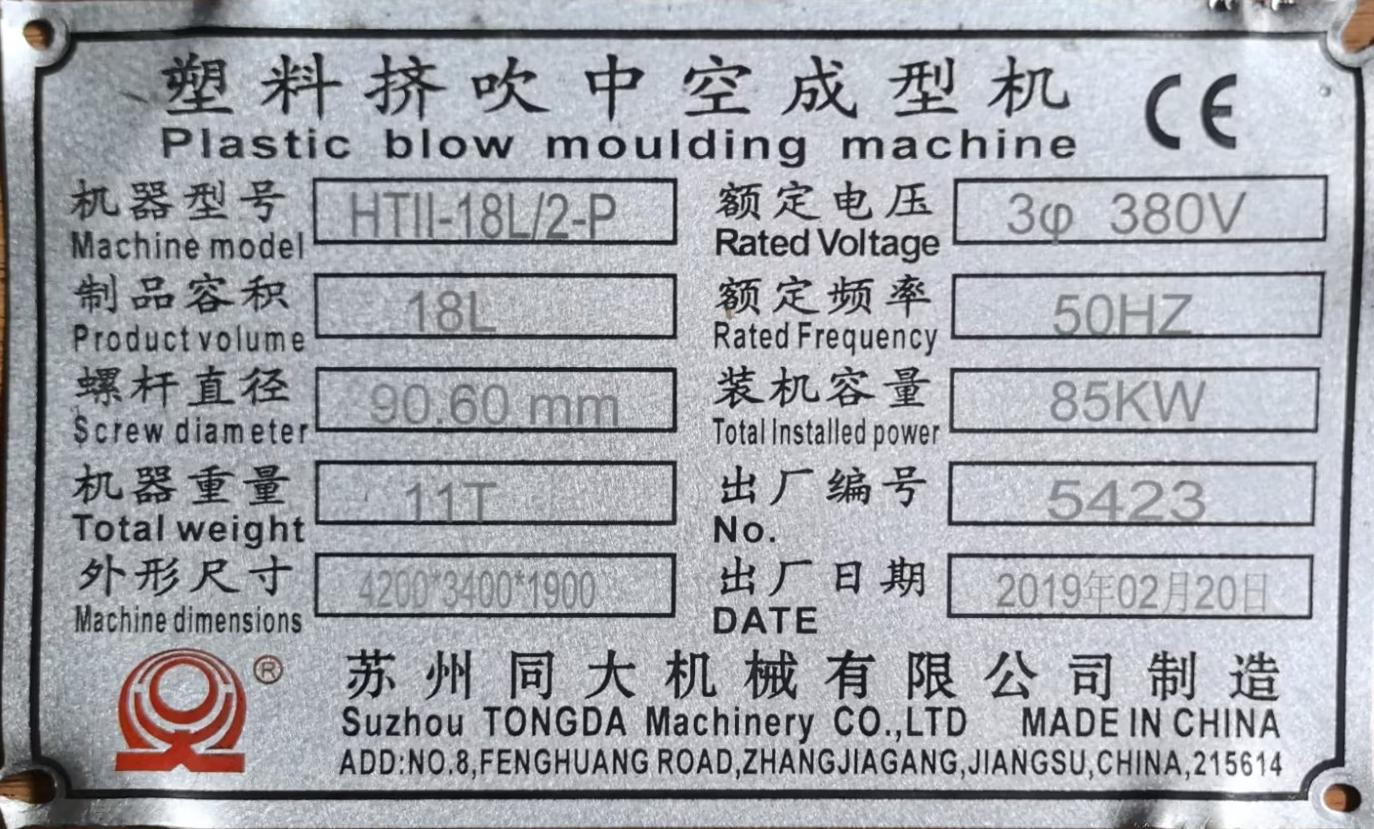 塑料挤吹中空成型机 CE
Plastic blow moulding machine
机器型号 HTII-18L/2-P 额定电压 3φ 380V
Machine model Rated Voltage
制品容积 18L 额定频率 50HZ
Product volume Rated Frequency
螺杆直径 90.60 mm 装机容量 85KW
Screw diameter Total Installed power
机器重量 11T 出厂编号 5423
Total weight No.
外形尺寸 4200*3400*1900 出厂日期 2019年02月20日
Machine dimensions DATE
® 苏州同大机械有限公司制造
Suzhou TONGDA Machinery CO.,LTD MADE IN CHINA
ADD:NO.8,FENGHUANG ROAD,ZHANGJIAGANG,JIANGSU,CHINA,215614